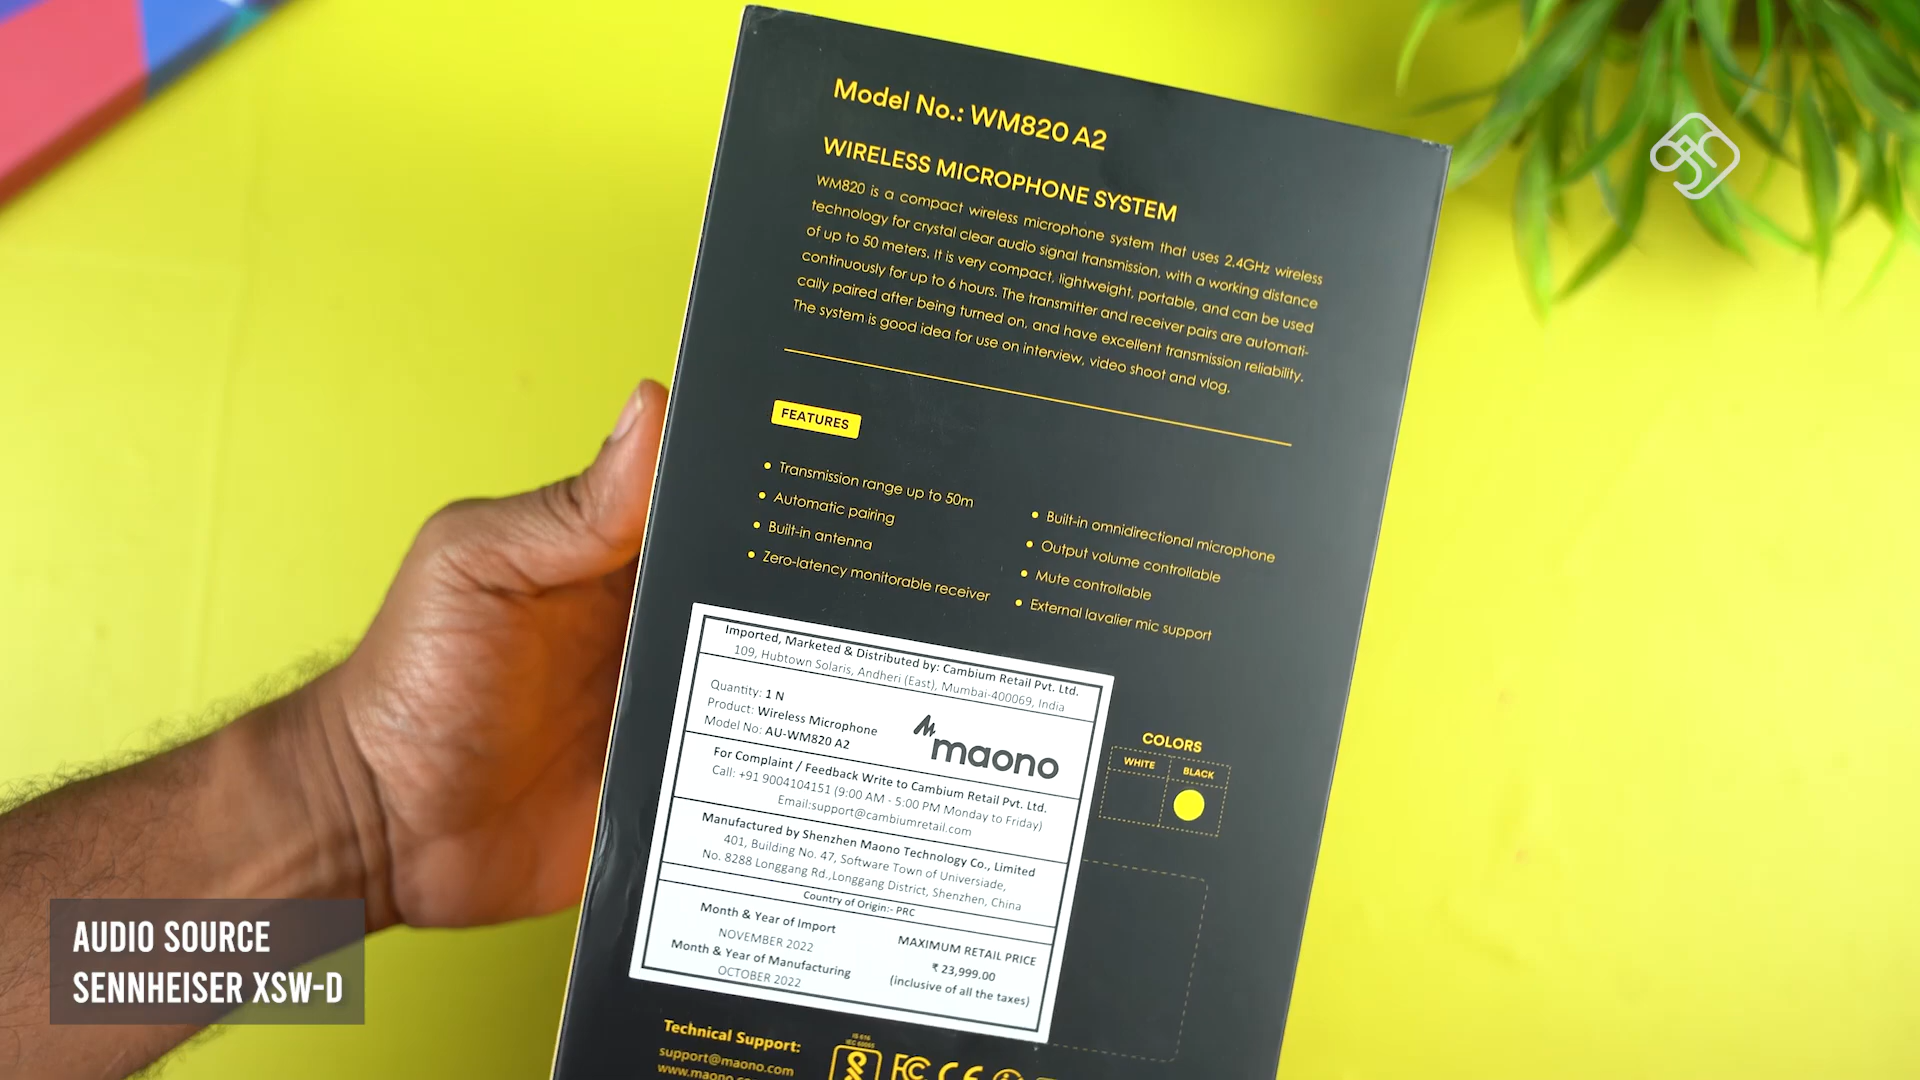 Model No.: WM820 A2
WIRELESS MICROPHONE SYSTEM
WM820 is a compact wireless microphone system that uses 2.4GHz wireless
technology for crystal clear audio signal transmission, with a working distance
of up to 50 meters. It is very compact, lightweight, portable, and can be used
continuously for up to 6 hours. The transmitter and receiver pairs are automati-
cally paired after being turned on, and have excellent transmission reliability.
The system is good idea for use on interview, video shoot and vlog.
FEATURES
Transmission range up to 50m
Automatic pairing
Built-in antenna
Zero-latency monitorable receiver
Built-in omnidirectional microphone
Output volume controllable
Mute controllable
External lavalier mic support
Imported, Marketed & Distributed by: Cambium Retail Pvt. Ltd.
109, Hubtown Solaris, Andheri (East), Mumbai-400069, India
Quantity: 1 N
Product: Wireless Microphone
Model No: AU-WM820 A2
maono
For Complaint / Feedback Write to Cambium Retail Pvt. Ltd.
Call: +91 9004104151 (9:00 AM - 5:00 PM Monday to Friday)
Email:support@cambiumretail.com
Manufactured by Shenzhen Maono Technology Co., Limited
401, Building No. 47, Software Town of Universiade,
No. 8288 Longgang Rd.,Longgang District, Shenzhen, China
Country of Origin:- PRC
Month & Year of Import
NOVEMBER 2022
Month & Year of Manufacturing
OCTOBER 2022
MAXIMUM RETAIL PRICE
₹ 23,999.00
(inclusive of all the taxes)
COLORS
WHITE BLACK
Technical Support:
support@maono.com
www.maono.
FC CE
AUDIO SOURCE
SENNHEISER XSW-D